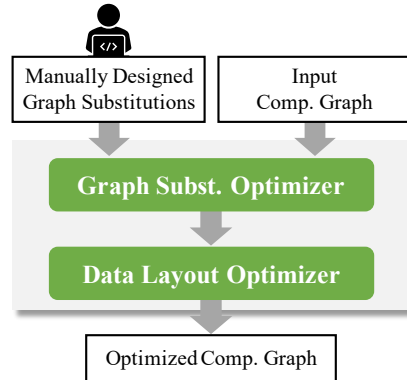 </>
Manually Designed
Graph Substitutions
Input
Comp. Graph
Graph Subst. Optimizer
Data Layout Optimizer
Optimized Comp. Graph